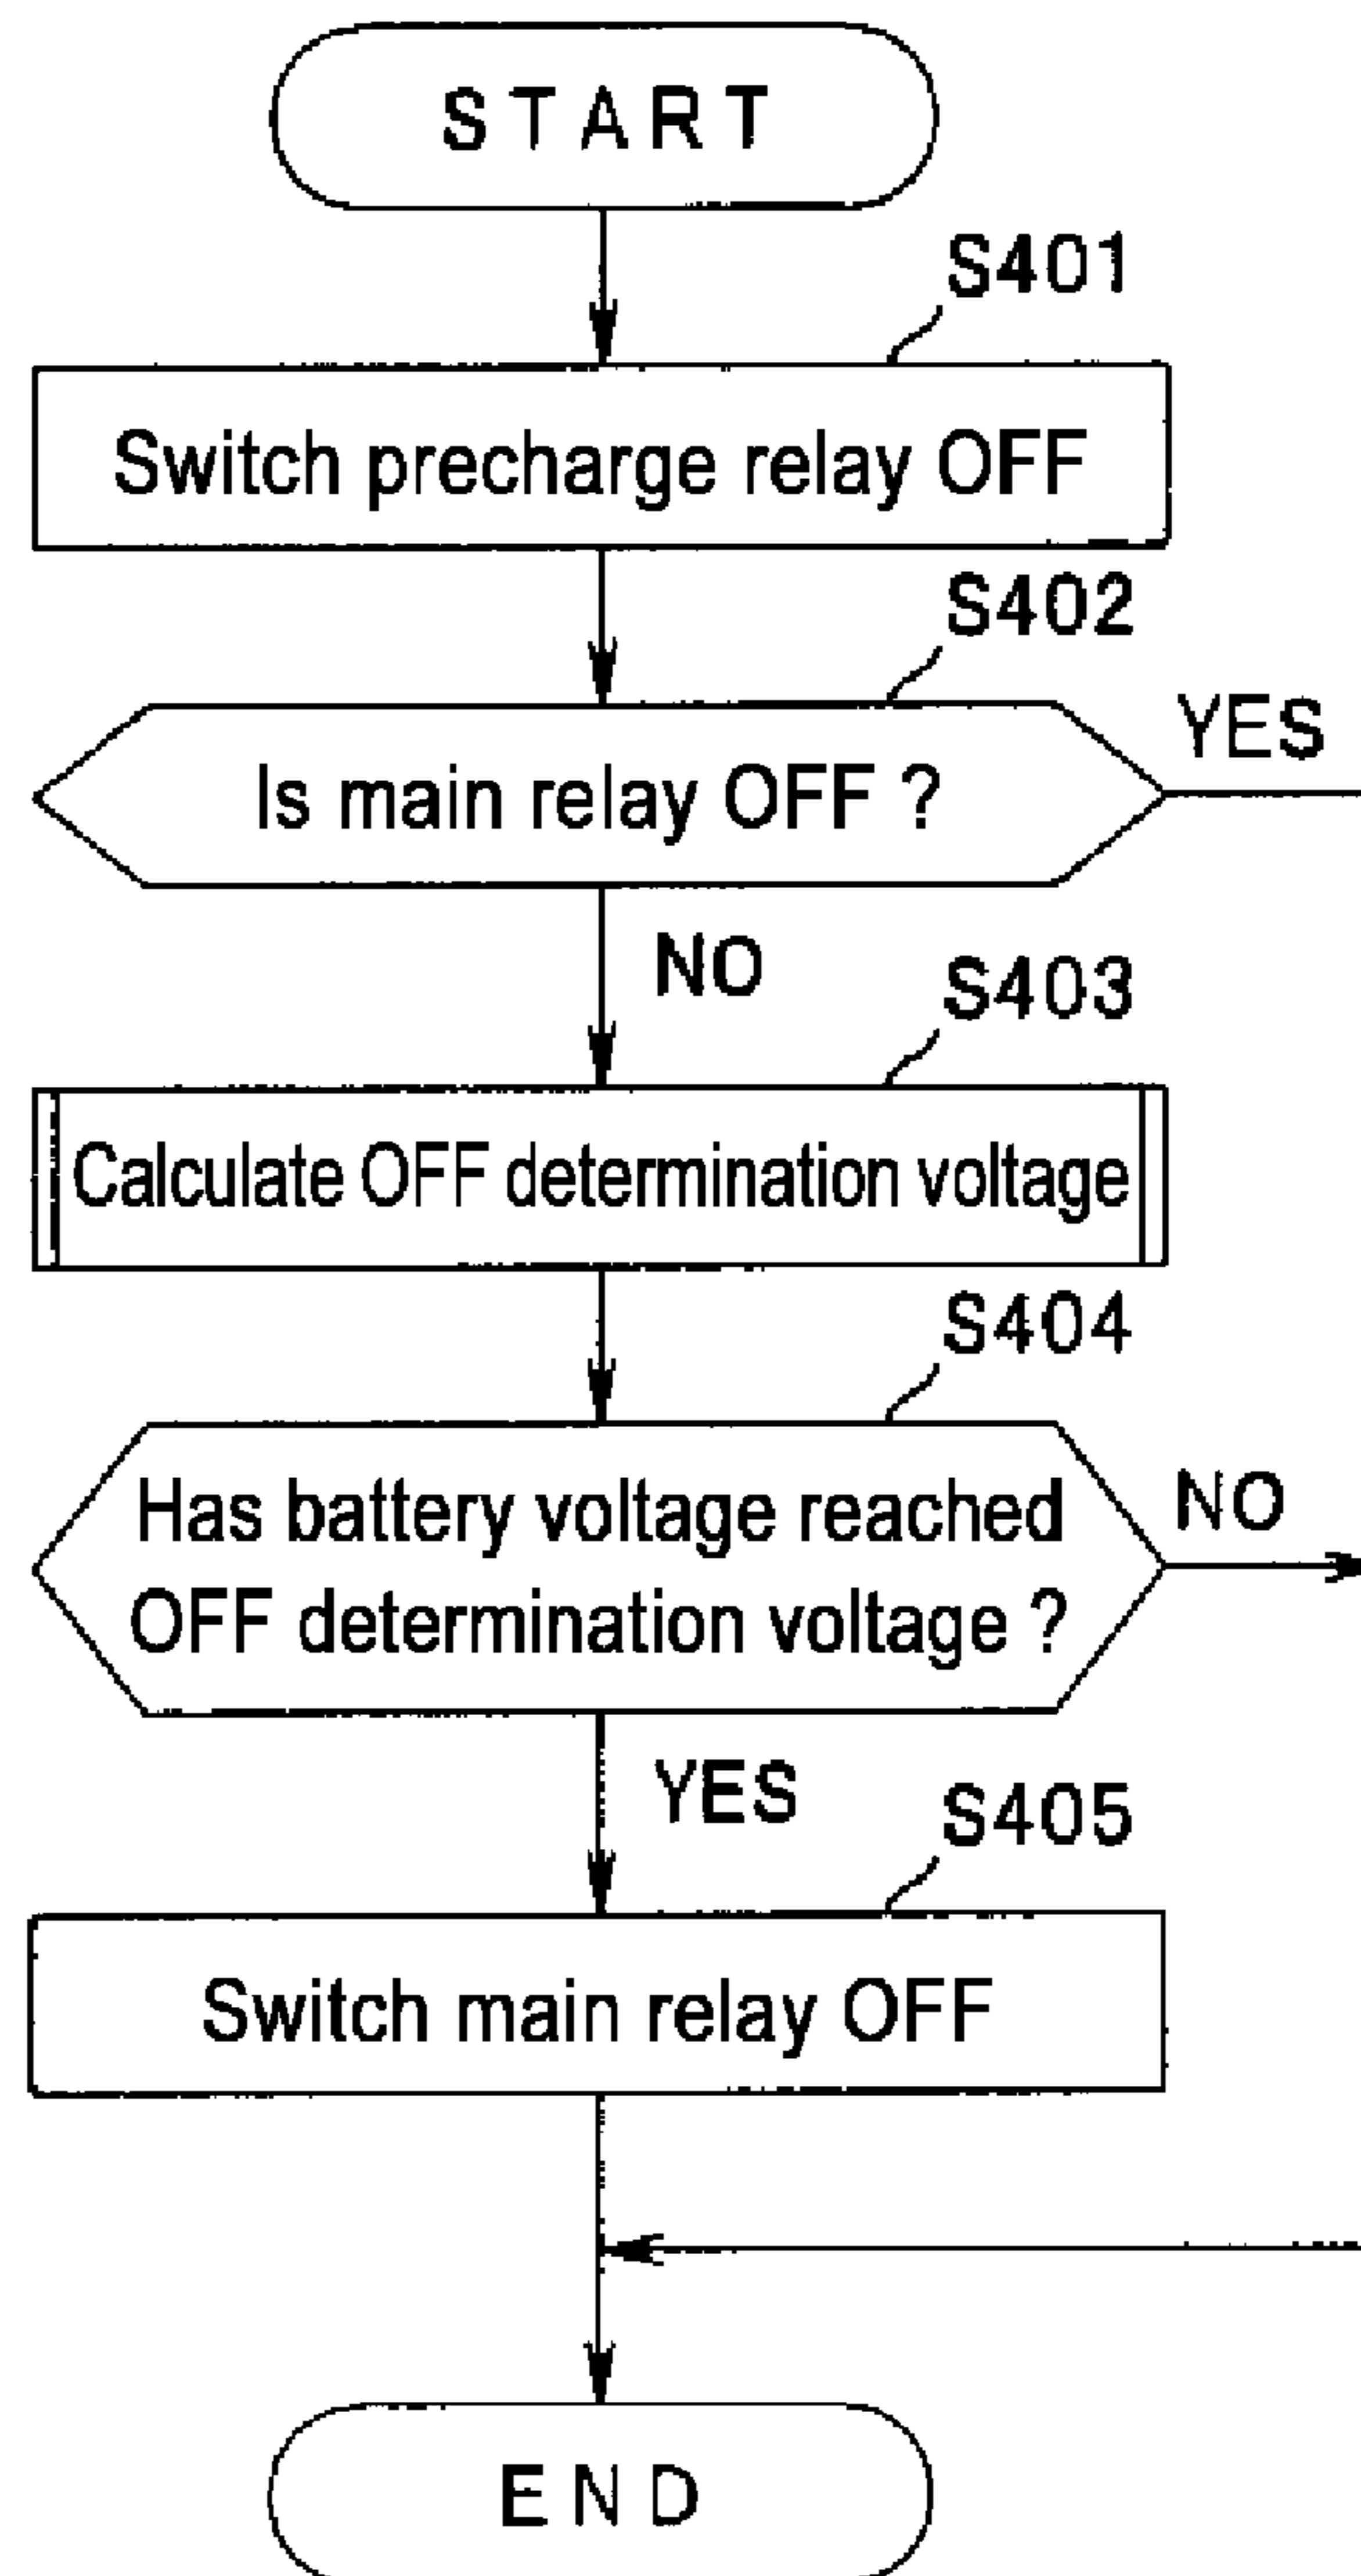 START
S401
Switch precharge relay OFF
S402
Is main relay OFF ?
YES
NO
S403
Calculate OFF determination voltage
S404
Has battery voltage reached
OFF determination voltage ?
NO
YES
S405
Switch main relay OFF
END